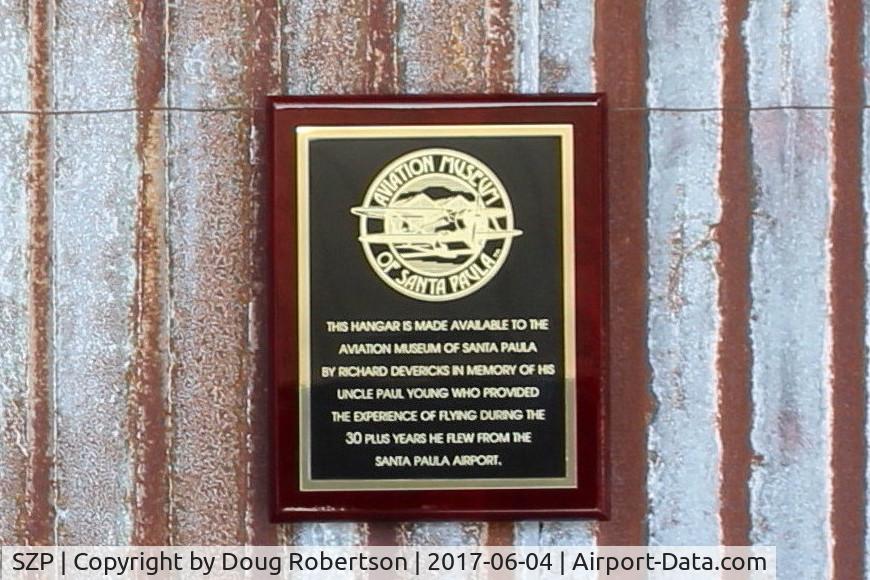 AVIATION MUSEUM
OF SANTA PAULA
THIS HANGAR IS MADE AVAILABLE TO THE
AVIATION MUSEUM OF SANTA PAULA
BY RICHARD DEVERICKS IN MEMORY OF HIS
UNCLE PAUL YOUNG WHO PROVIDED
THE EXPERIENCE OF FLYING DURING THE
30 PLUS YEARS HE FLEW FROM THE
SANTA PAULA AIRPORT.
SZP | Copyright by Doug Robertson | 2017-06-04 | Airport-Data.com